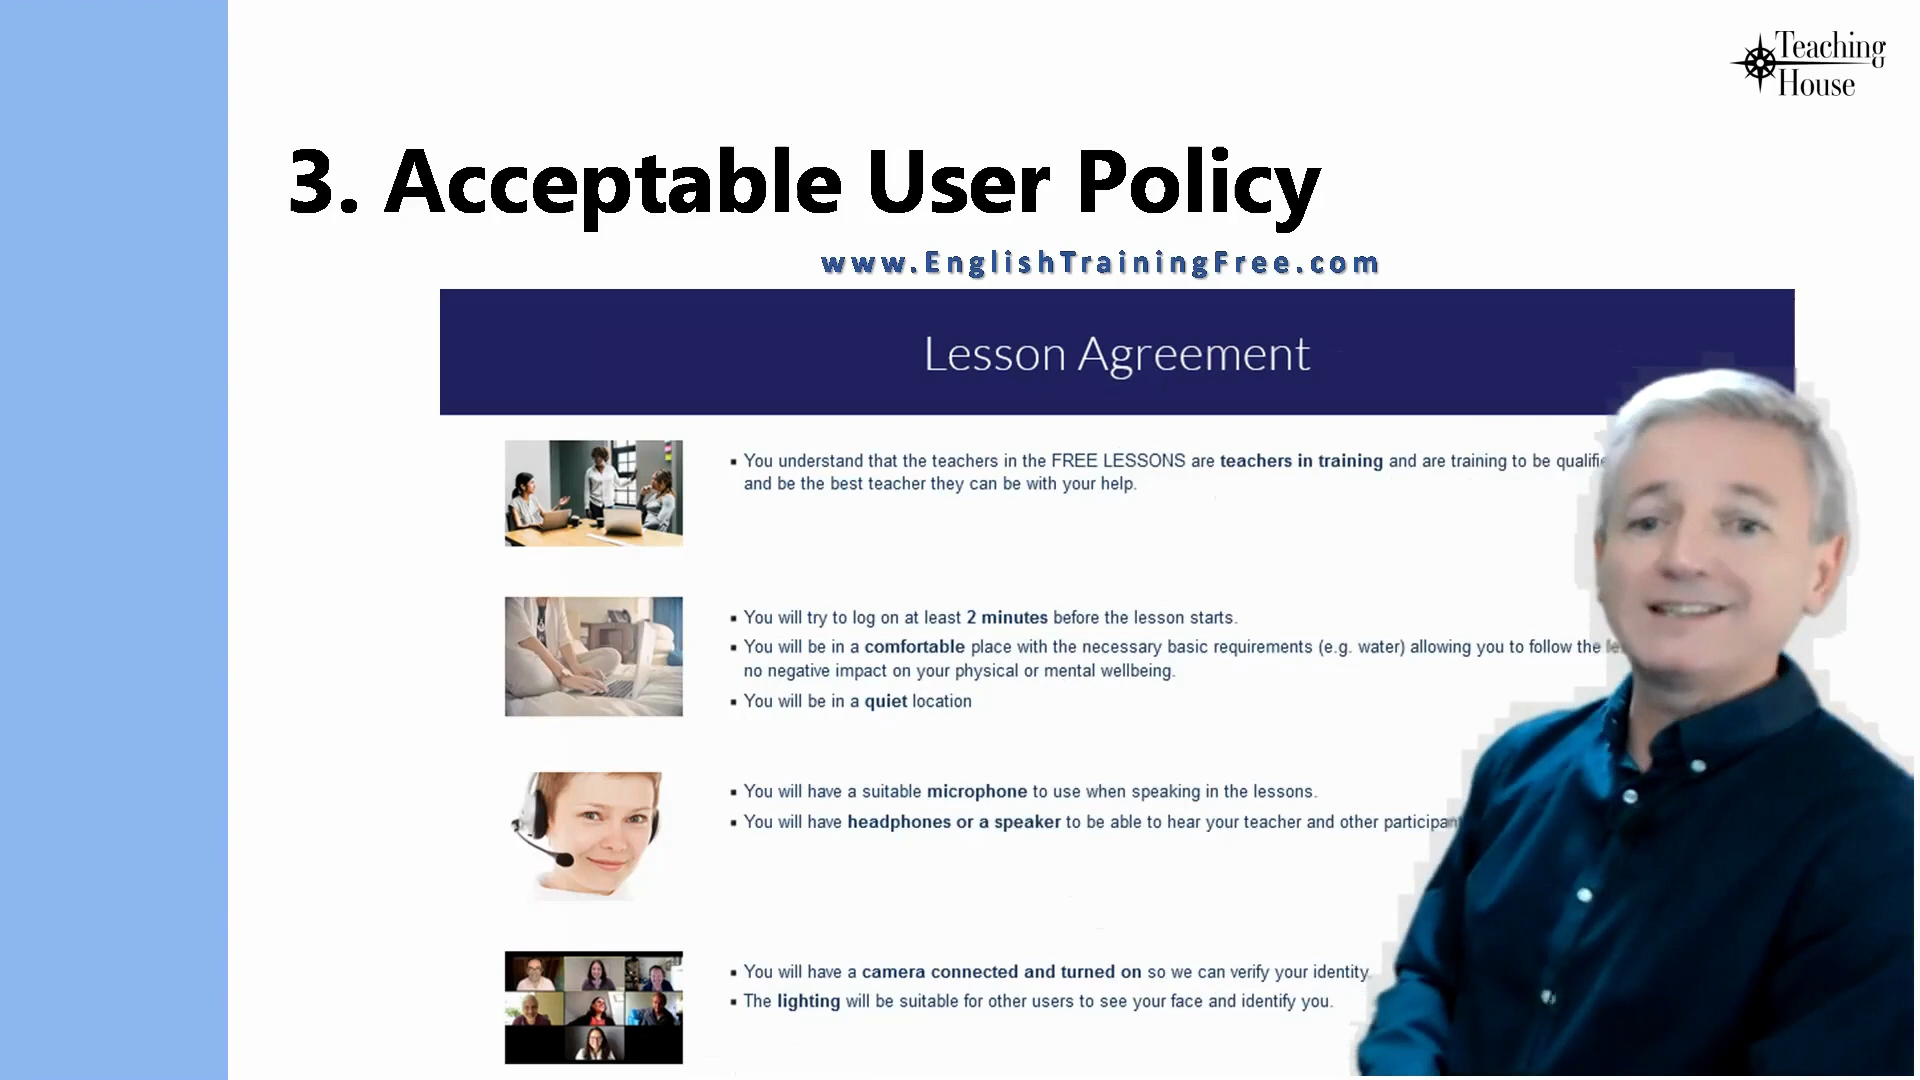 Teaching
House
3. Acceptable User Policy
www.EnglishTrainingFree.com
Lesson Agreement
▪ You understand that the teachers in the FREE LESSONS are teachers in training and are training to be
and be the best teacher they can be with your help.
▪ You will try to log on at least 2 minutes before the lesson starts.
▪ You will be in a comfortable place with the necessary basic requirements (e.g. water) allowing you to follow the
no negative impact on your physical or mental wellbeing.
▪ You will be in a quiet location
▪ You will have a suitable microphone to use when speaking in the lessons.
▪ You will have headphones or a speaker to be able to hear your teacher and other
▪ You will have a camera connected and turned on so we can verify your identity.
▪ The lighting will be suitable for other users to see your face and identify you.